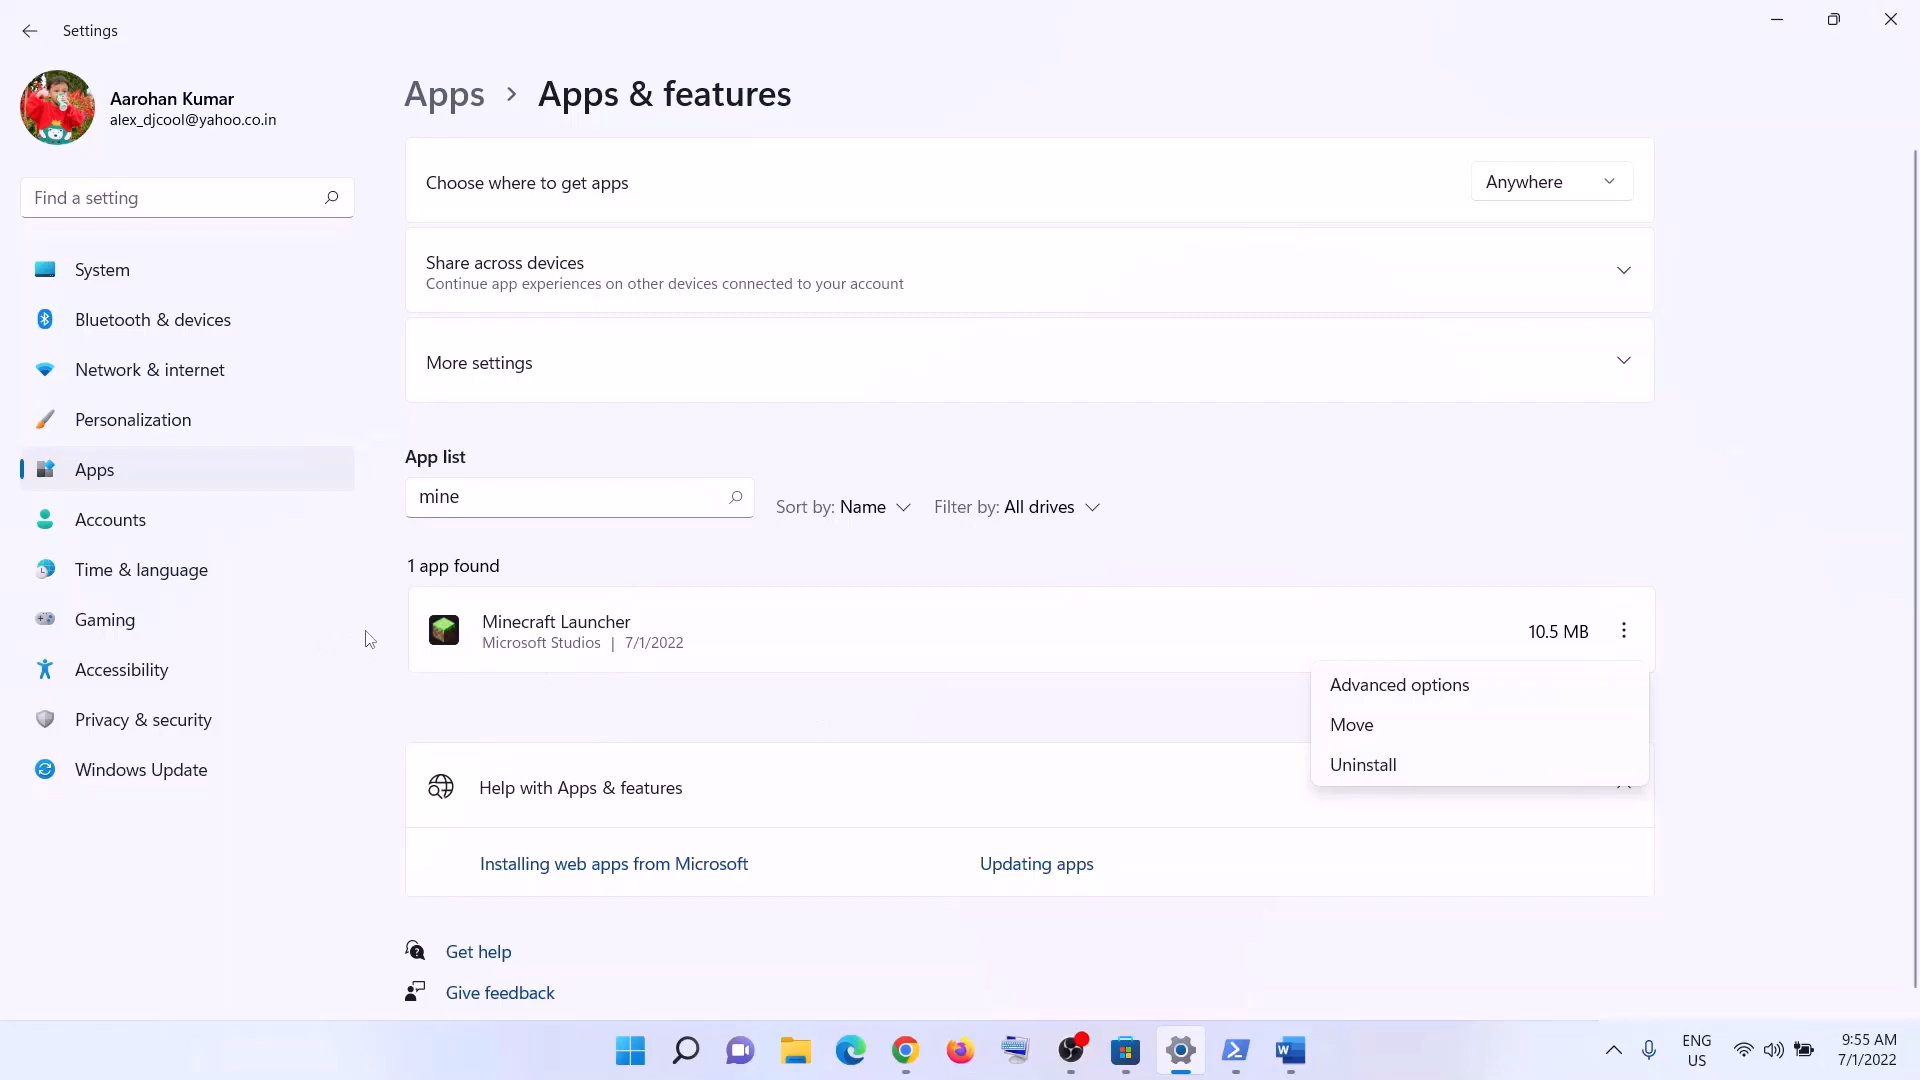 Settings
Aarohan Kumar
alex_djcool@yahoo.co.in
Find a setting
System
Bluetooth & devices
Network & internet
Personalization
Apps
Accounts
Time & language
Gaming
Accessibility
Privacy & security
Windows Update
Apps > Apps & features
Choose where to get apps
Anywhere
Share across devices
Continue app experiences on other devices connected to your account
More settings
App list
mine
Sort by: Name
Filter by: All drives
1 app found
Minecraft Launcher
Microsoft Studios | 7/1/2022
10.5 MB
Advanced options
Move
Uninstall
Help with Apps & features
Installing web apps from Microsoft
Updating apps
Get help
Give feedback
ENG
US
9:55 AM
7/1/2022